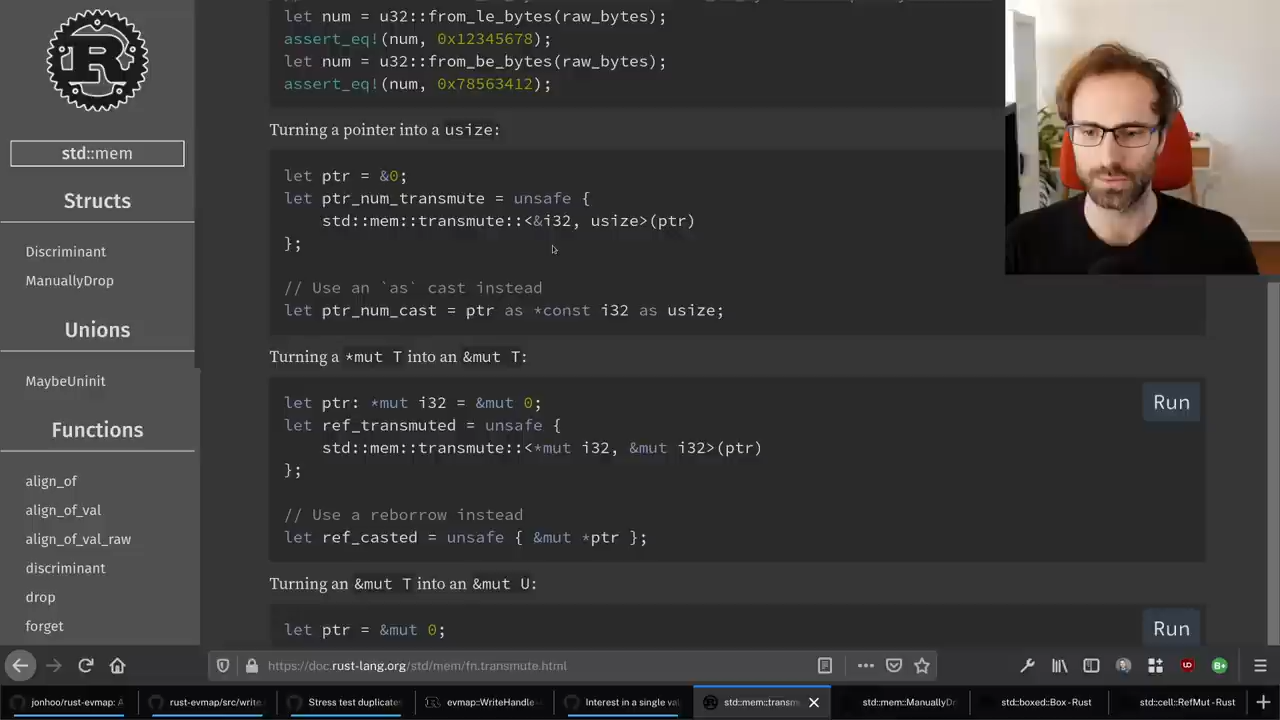 let num = u32::from_le_bytes(raw_bytes);
assert_eq!(num, 0x12345678);
let num = u32::from_be_bytes(raw_bytes);
assert_eq!(num, 0x78563412);
Turning a pointer into a usize:
let ptr = &0;
let ptr_num_transmute = unsafe {
std::mem::transmute::<&i32, usize>(ptr)
};
// Use an `as` cast instead
let ptr_num_cast = ptr as *const i32 as usize;
Turning a *mut T into an &mut T:
let ptr: *mut i32 = &mut 0;
let ref_transmuted = unsafe {
std::mem::transmute::<*mut i32, &mut i32>(ptr)
};
// Use a reborrow instead
let ref_casted = unsafe { &mut *ptr };
Run
Turning an &mut T into an &mut U:
let ptr = &mut 0;
Run
R
std::mem
Structs
Discriminant
ManuallyDrop
Unions
MaybeUninit
Functions
align_of
align_of_val
align_of_val_raw
discriminant
drop
forget
https://doc.rust-lang.org/std/mem/fn.transmute.html
jonhoo/rust-evmap: A
rust-evmap/src/write
Stress test duplicate
evmap::WriteHandle
Interest in a single va
std::mem::transm
std::mem::ManuallyDr
std::boxed::Box - Rust
std::cell::RefMut - Rust